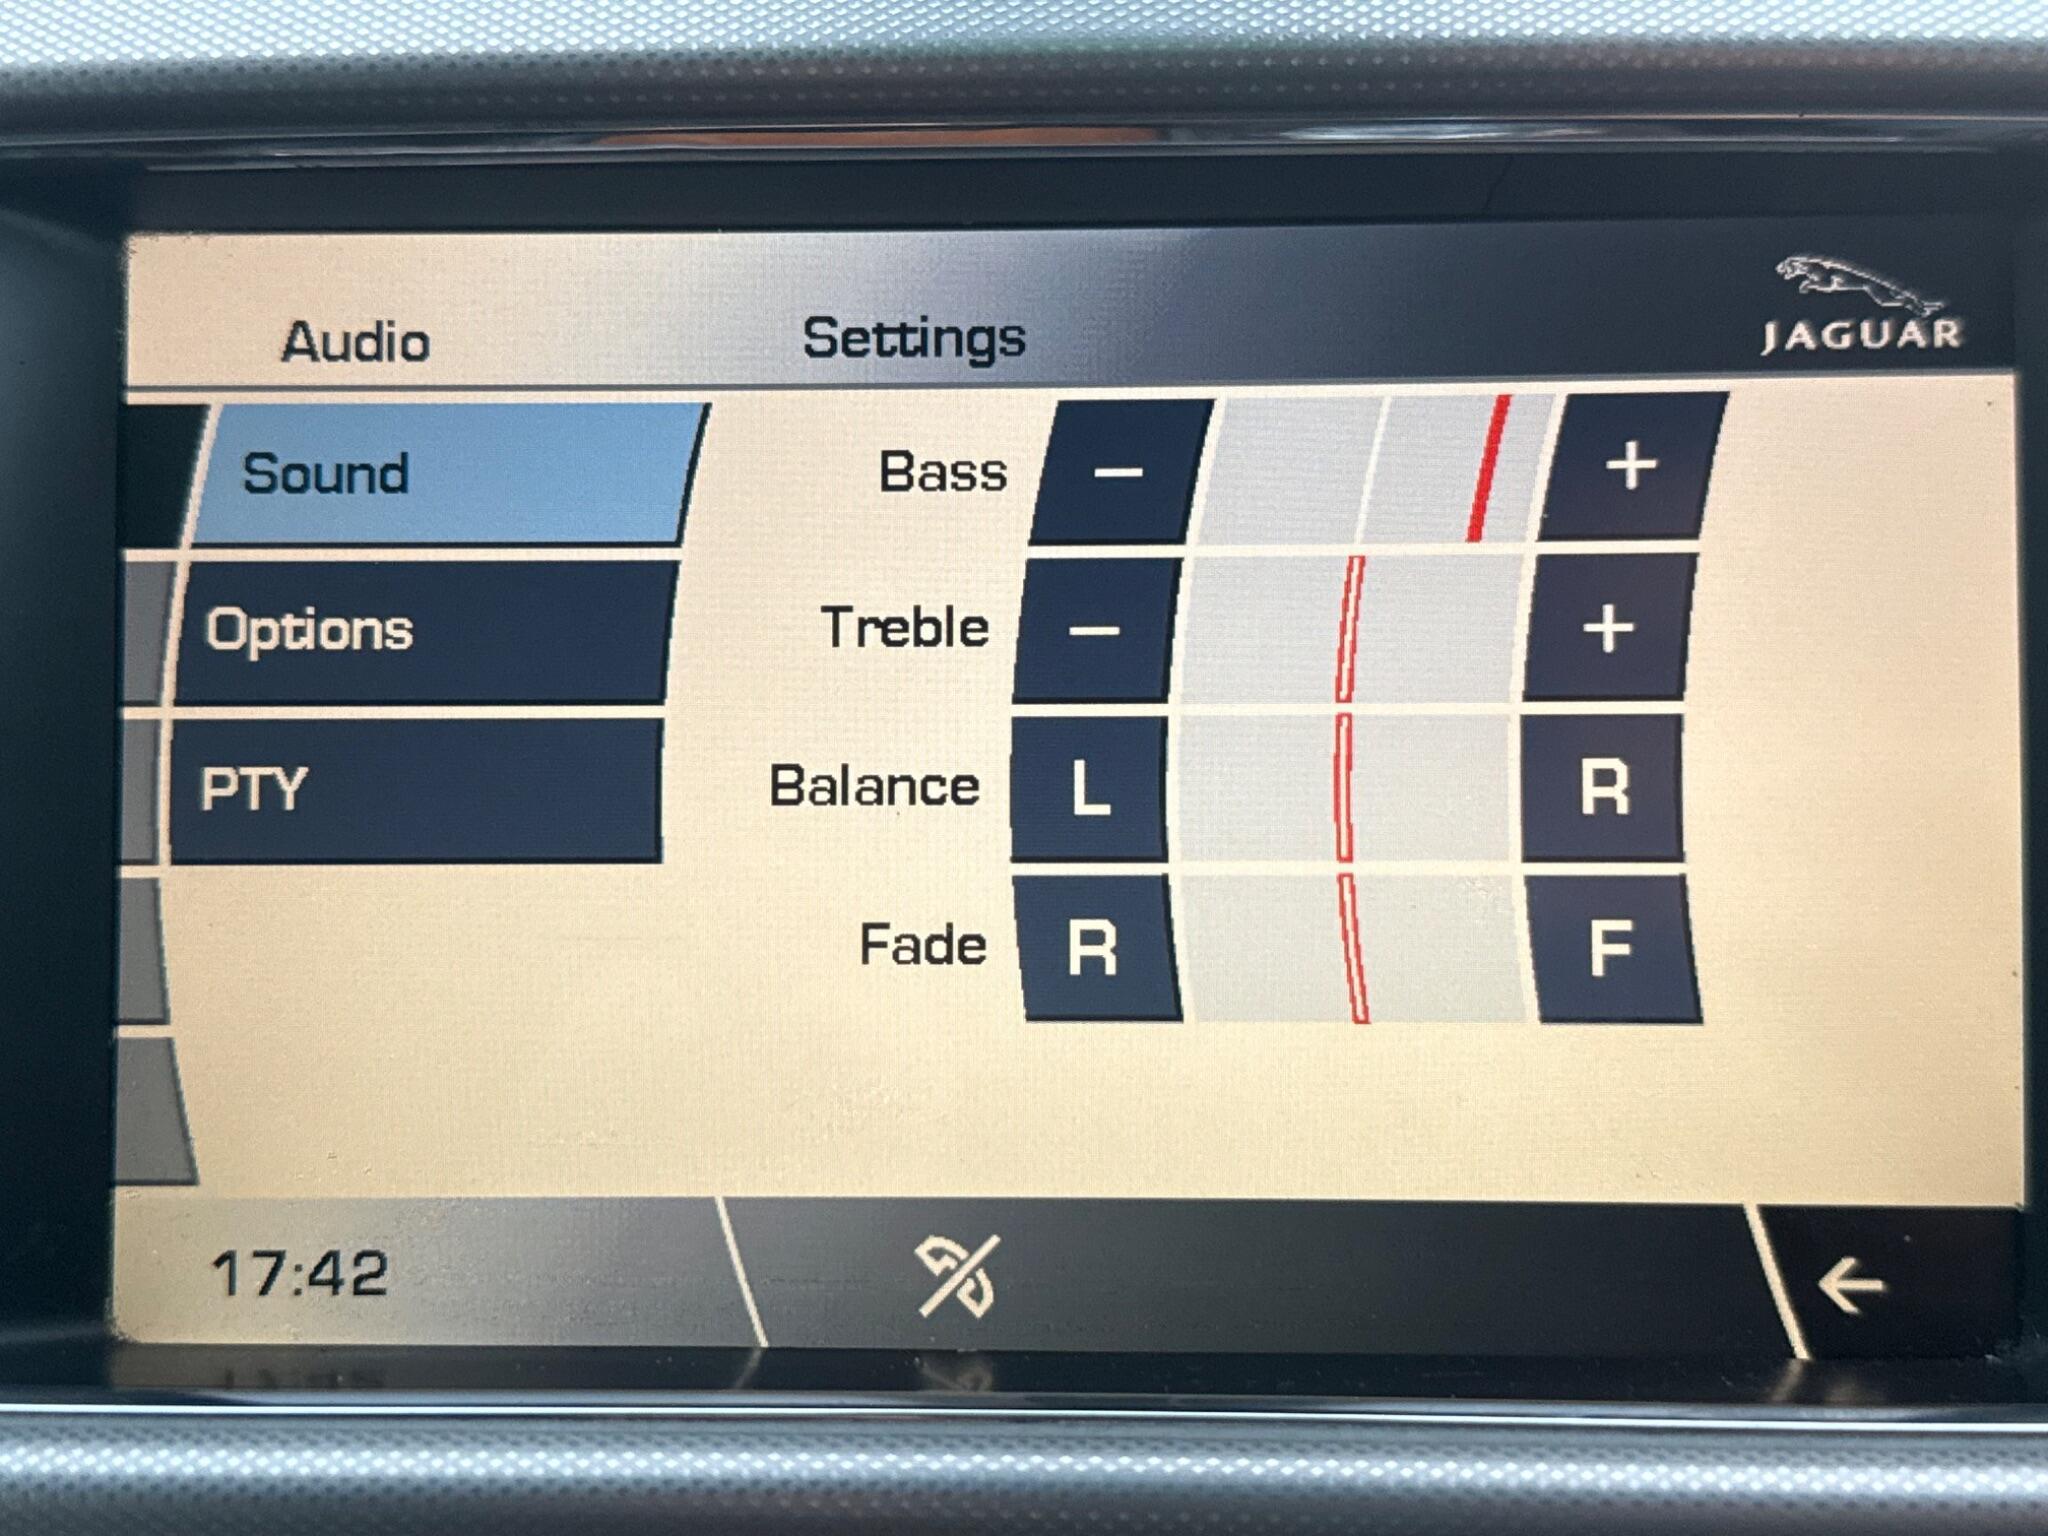 Audio
Settings
JAGUAR
Sound
Bass
−
+
Options
Treble
−
+
PTY
Balance
L
R
Fade
R
F
17:42